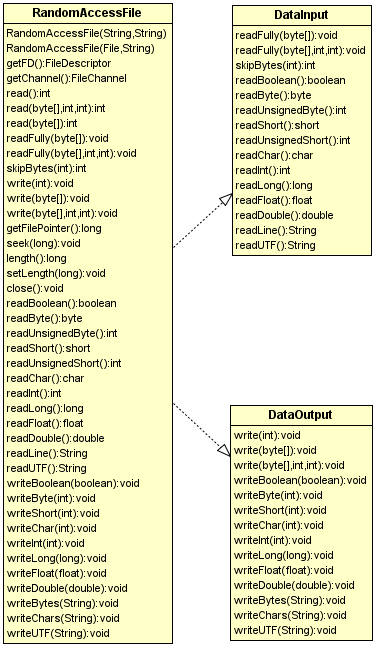 RandomAccessFile
RandomAccessFile(String,String)
RandomAccessFile(File,String)
getFD():FileDescriptor
getChannel():FileChannel
read():int
read(byte[],int,int):int
read(byte[]):int
readFully(byte[]):void
readFully(byte[],int,int):void
skipBytes(int):int
write(int):void
write(byte[]):void
write(byte[],int,int):void
getFilePointer():long
seek(long):void
length():long
setLength(long):void
close():void
readBoolean():boolean
readByte():byte
readUnsignedByte():int
readShort():short
readUnsignedShort():int
readChar():char
readInt():int
readLong():long
readFloat():float
readDouble():double
readLine():String
readUTF():String
writeBoolean(boolean):void
writeByte(int):void
writeShort(int):void
writeChar(int):void
writeInt(int):void
writeLong(long):void
writeFloat(float):void
writeDouble(double):void
writeBytes(String):void
writeChars(String):void
writeUTF(String):void
DataInput
readFully(byte[]):void
readFully(byte[],int,int):void
skipBytes(int):int
readBoolean():boolean
readByte():byte
readUnsignedByte():int
readShort():short
readUnsignedShort():int
readChar():char
readInt():int
readLong():long
readFloat():float
readDouble():double
readLine():String
readUTF():String
DataOutput
write(int):void
write(byte[]):void
write(byte[],int,int):void
writeBoolean(boolean):void
writeByte(int):void
writeShort(int):void
writeChar(int):void
writeInt(int):void
writeLong(long):void
writeFloat(float):void
writeDouble(double):void
writeBytes(String):void
writeChars(String):void
writeUTF(String):void